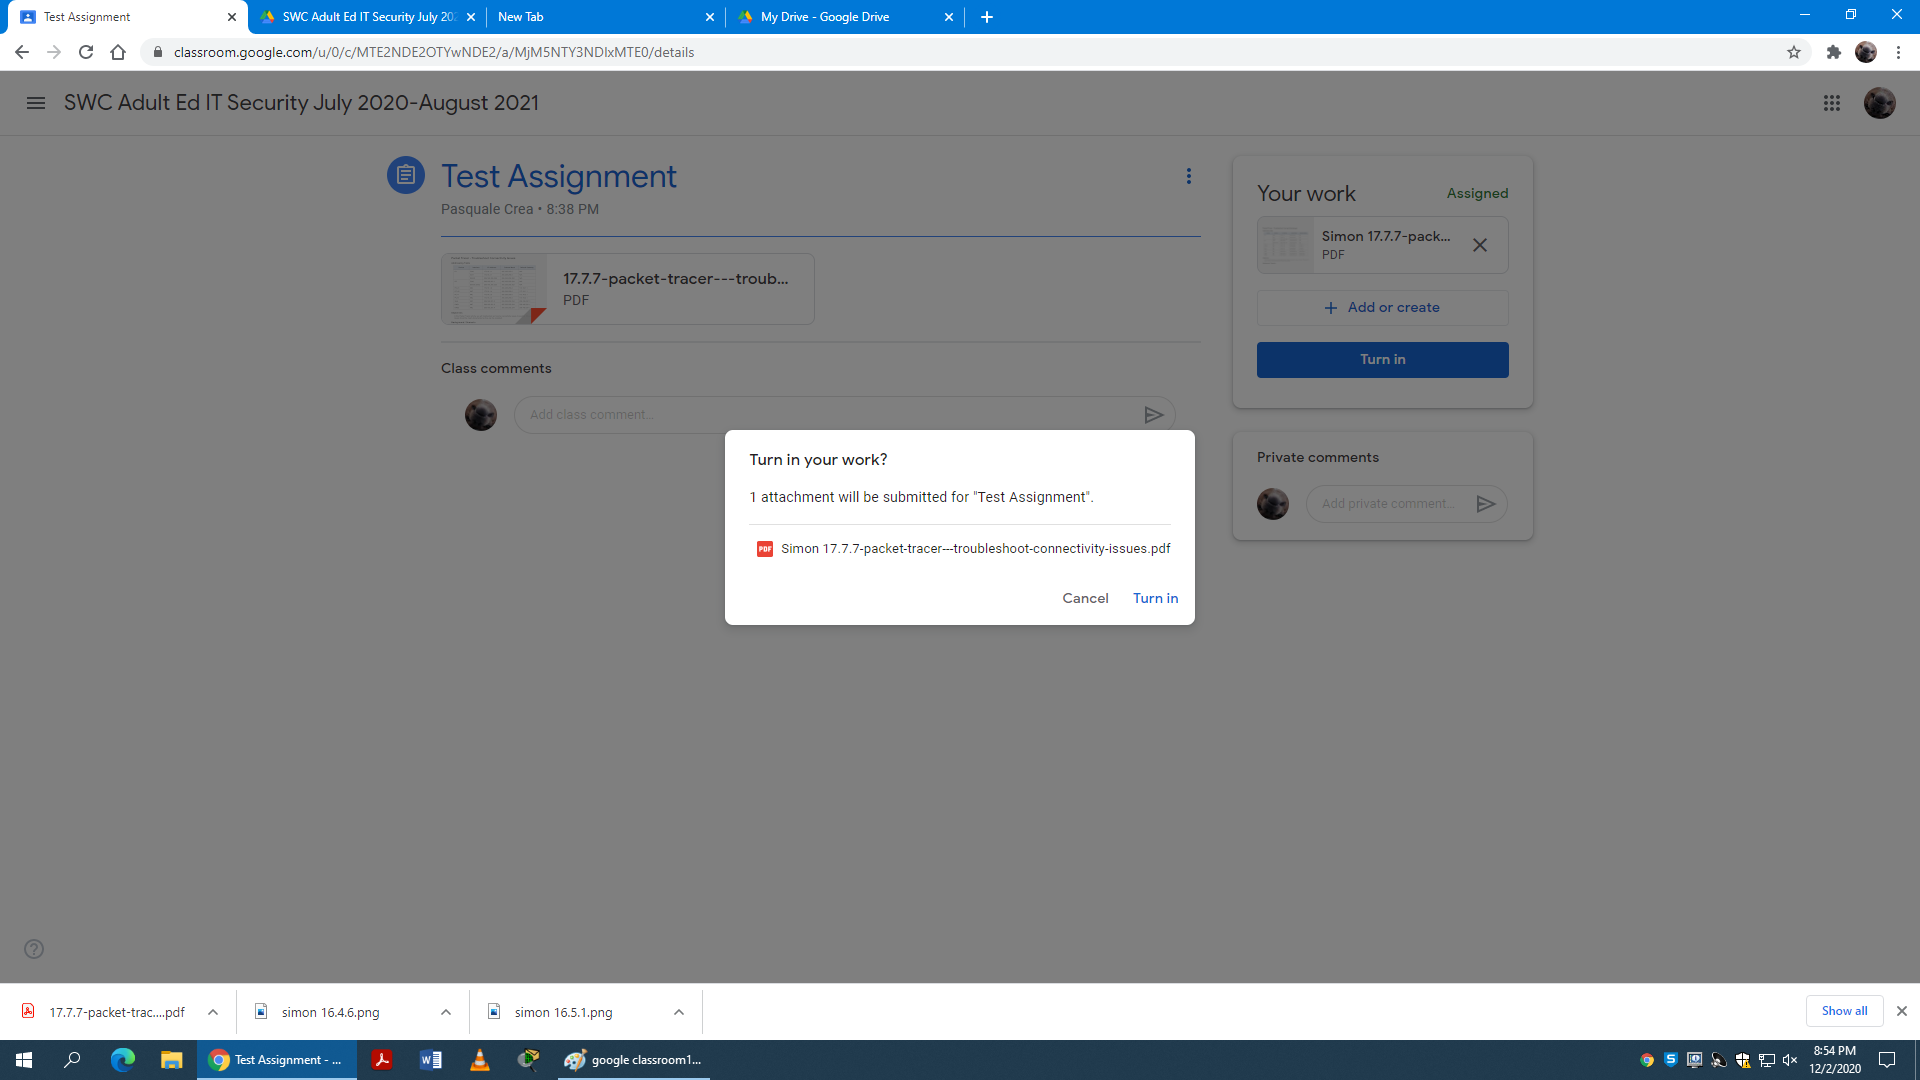 Test Assignment
SWC Adult Ed IT Security July 202
New Tab
My Drive - Google Drive
classroom.google.com/u/0/c/MTE2NDE2OTYwNDE2/a/MjM5NTY3NDIxMTE0/details
SWC Adult Ed IT Security July 2020-August 2021
Test Assignment
Pasquale Crea • 8:38 PM
17.7.7-packet-tracer---troub...
PDF
Class comments
Add class comment...
Your work
Assigned
Simon 17.7.7-pack...
PDF
+ Add or create
Turn in
Private comments
Add private comment...
Turn in your work?
1 attachment will be submitted for "Test Assignment".
PDF Simon 17.7.7-packet-tracer---troubleshoot-connectivity-issues.pdf
Cancel
Turn in
17.7.7-packet-trac....pdf
simon 16.4.6.png
simon 16.5.1.png
Show all
Test Assignment - ...
google classroom1...
8:54 PM
12/2/2020